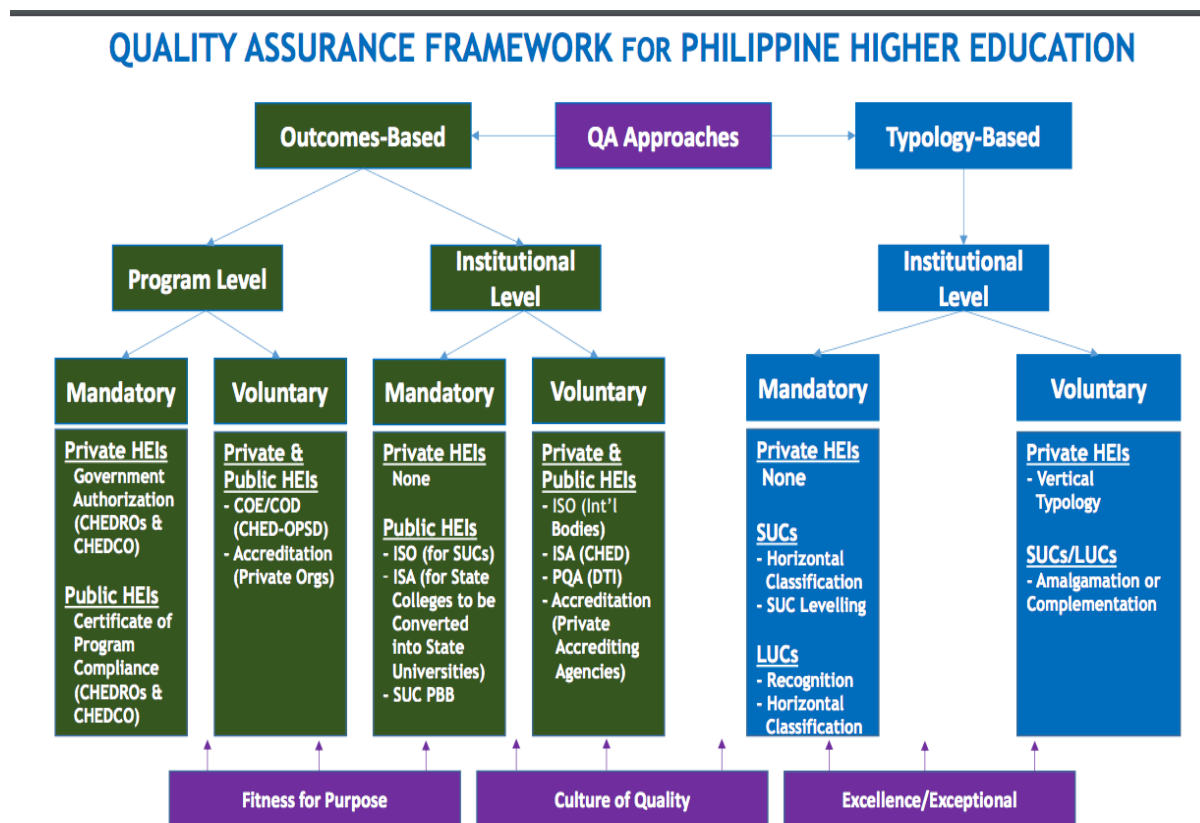 QUALITY ASSURANCE FRAMEWORK FOR PHILIPPINE HIGHER EDUCATION
Outcomes-Based
QA Approaches
Typology-Based
Program Level
Institutional
Level
Institutional
Level
Mandatory
Voluntary
Mandatory
Voluntary
Mandatory
Voluntary
Private HEIs
Government
Authorization
(CHEDROs &
CHEDCO)
Public HEIs
Certificate of
Program
Compliance
(CHEDROs &
CHEDCO)
Private &
Public HEIs
- COE/COD
(CHED-OPSD)
- Accreditation
(Private Orgs)
Private HEIs
None
Public HEIs
- ISO (for SUCs)
- ISA (for State
Colleges to be
Converted
into State
Universities)
- SUC PBB
Private &
Public HEIs
- ISO (Int'l
Bodies)
- ISA (CHED)
- PQA (DTI)
- Accreditation
(Private
Accrediting
Agencies)
Private HEIs
None
SUCs
- Horizontal
Classification
- SUC Levelling
LUCs
- Recognition
- Horizontal
Classification
Private HEIs
- Vertical
Typology
SUCs/LUCs
- Amalgamation or
Complementation
Fitness for Purpose
Culture of Quality
Excellence/Exceptional